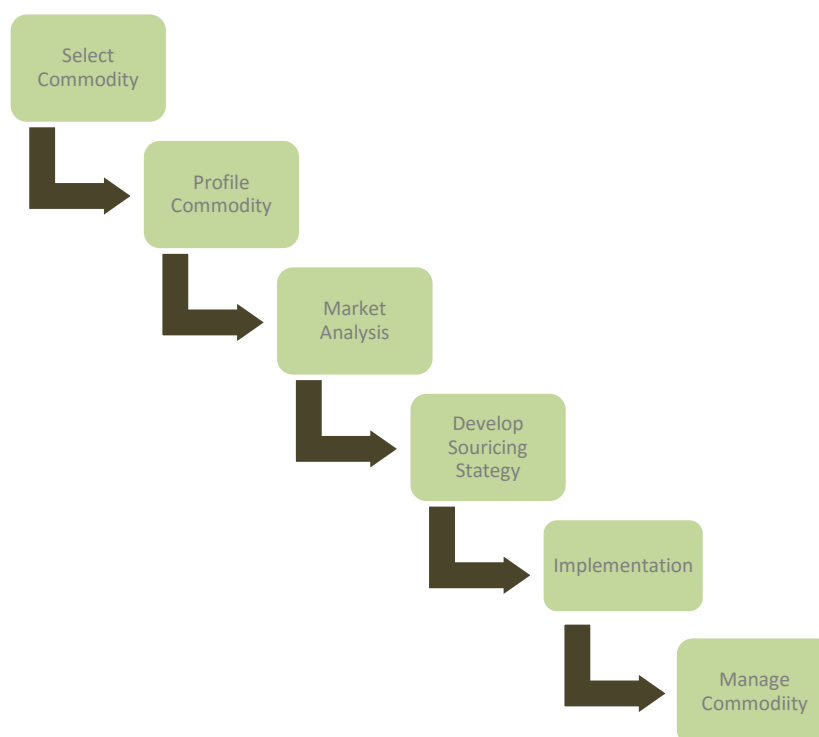 Select
Commodity
Profile
Commodity
Market
Analysis
Develop
Souricing
Stategy
Implementation
Manage
Commodiity